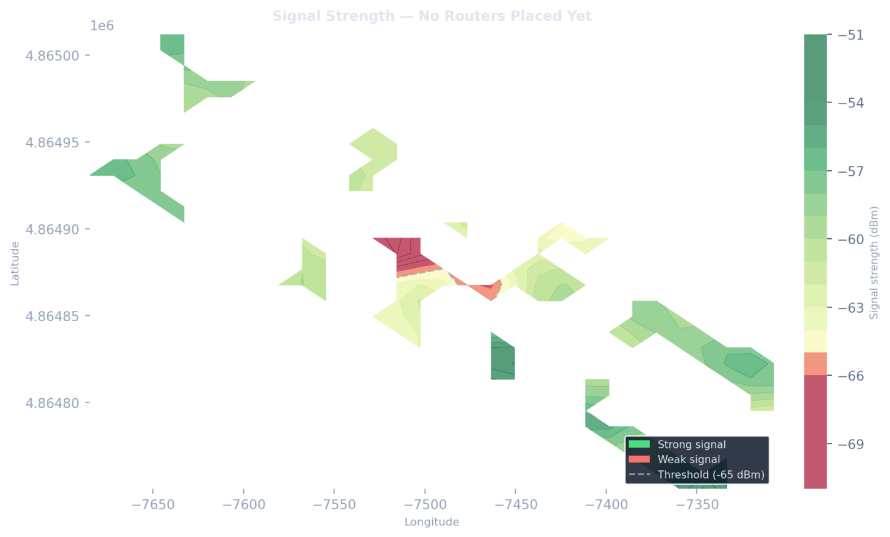 Signal Strength — No Routers Placed Yet
1e6
4.86500
4.86495
4.86490
4.86485
4.86480
Latitude
−7650
−7600
−7550
−7500
−7450
−7400
−7350
Longitude
Strong signal
Weak signal
Threshold (-65 dBm)
−51
−54
−57
−60
−63
−66
−69
Signal strength (dBm)